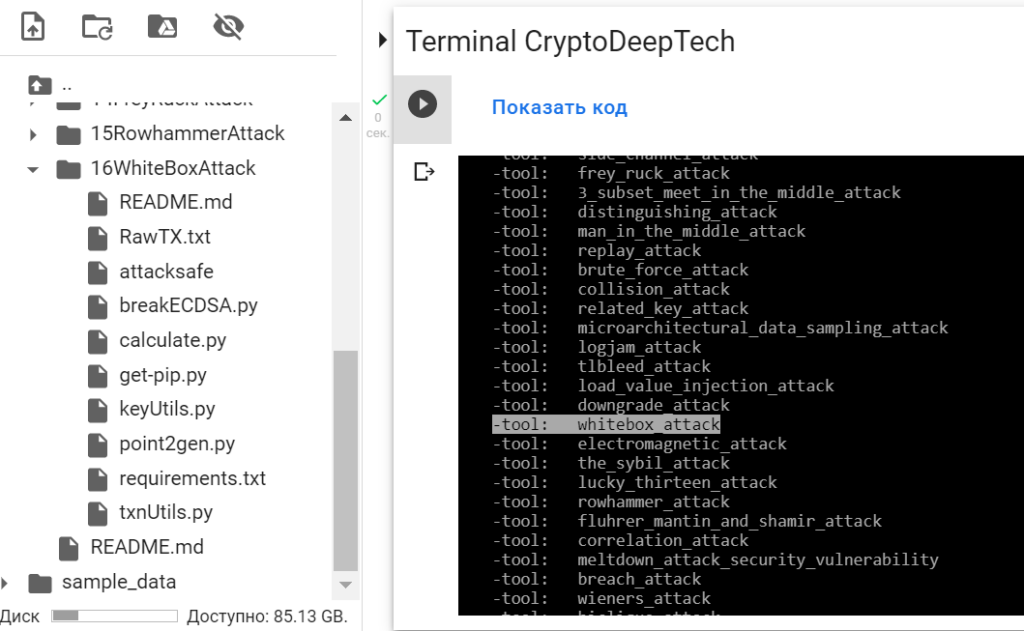 ..
14FreyRuckAttack
15RowhammerAttack
16WhiteBoxAttack
README.md
RawTX.txt
attacksafe
breakECDSA.py
calculate.py
get-pip.py
keyUtils.py
point2gen.py
requirements.txt
txnUtils.py
README.md
sample_data
Диск Доступно: 85.13 GB.
0
сек.
Terminal CryptoDeepTech
Показать код
-tool: side_channel_attack
-tool: frey_ruck_attack
-tool: 3_subset_meet_in_the_middle_attack
-tool: distinguishing_attack
-tool: man_in_the_middle_attack
-tool: replay_attack
-tool: brute_force_attack
-tool: collision_attack
-tool: related_key_attack
-tool: microarchitectural_data_sampling_attack
-tool: logjam_attack
-tool: tlbleed_attack
-tool: load_value_injection_attack
-tool: downgrade_attack
-tool: whitebox_attack
-tool: electromagnetic_attack
-tool: the_sybil_attack
-tool: lucky_thirteen_attack
-tool: rowhammer_attack
-tool: fluhrer_mantin_and_shamir_attack
-tool: correlation_attack
-tool: meltdown_attack_security_vulnerability
-tool: breach_attack
-tool: wieners_attack